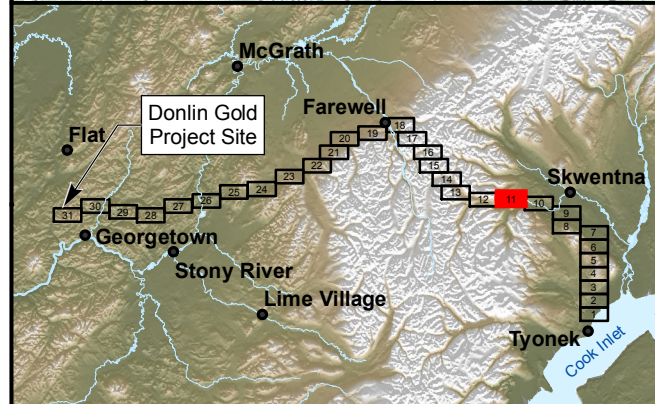 McGrath
Donlin Gold
Project Site
Farewell
Flat
18
19
17
20
16
21
15
22
14
23
13
24
25
26
27
28
29
30
31
12
11
10
Skwentna
9
8
7
6
5
4
3
2
1
Georgetown
Stony River
Lime Village
Tyonek
Cook Inlet